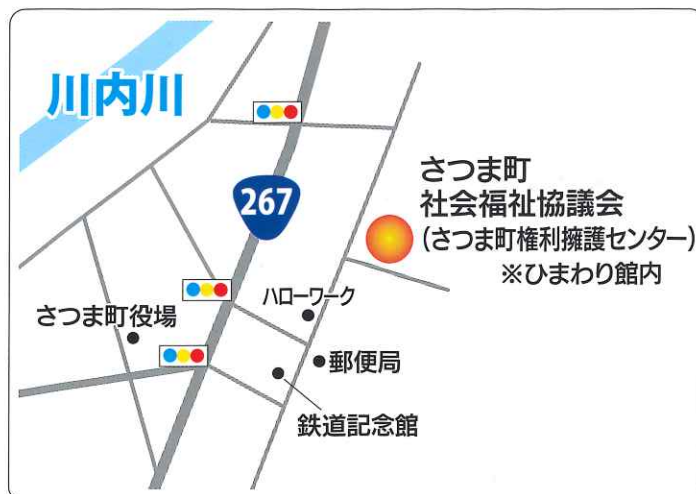 川内川
267
さつま町
社会福祉協議会
(さつま町権利擁護センター)
※ひまわり館内
ハローワーク
さつま町役場
郵便局
鉄道記念館